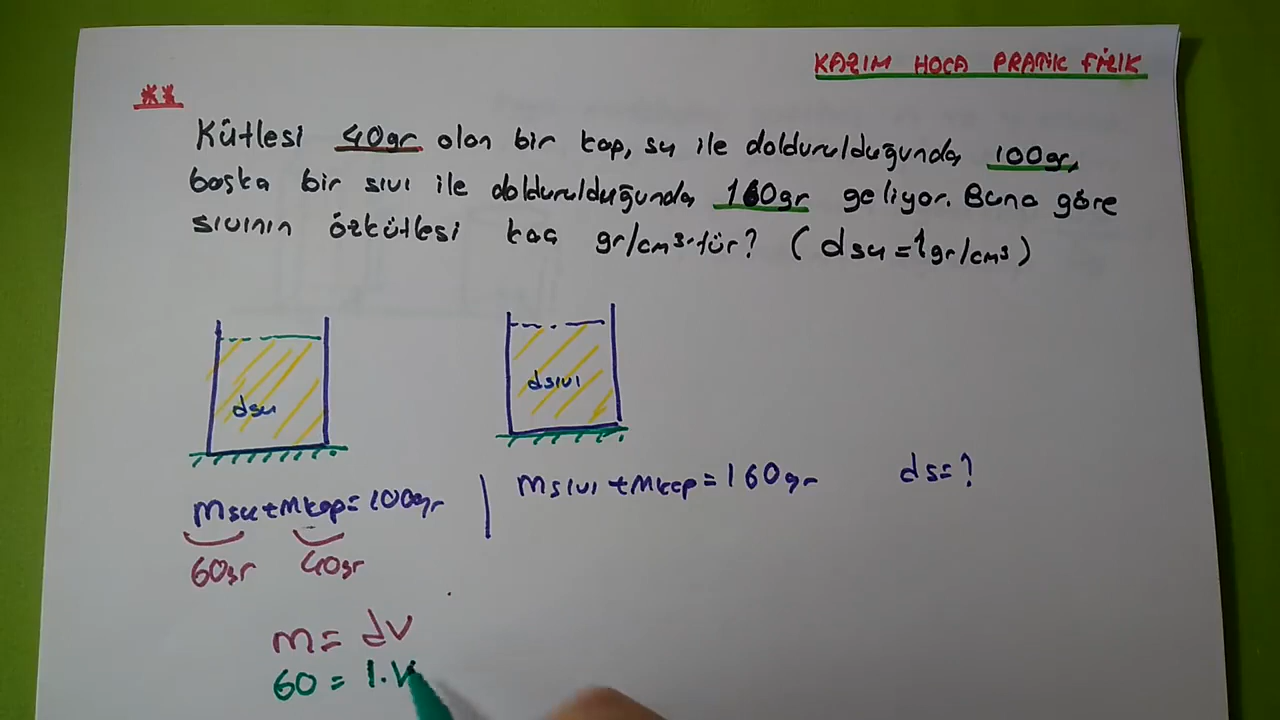 KAZIM HOCA PRATİK FİZİK
**
Kütlesi 40gr olan bir kap, su ile doldurulduğunda 100gr,
başka bir sıvı ile doldurulduğunda 160gr geliyor. Buna göre
sıvının özkütlesi kaç gr/cm³.tür? (dsu=1gr/cm³)
dsu
dsıvı
msu+mkap=100gr
msıvı+mkap=160gr
ds=?
60gr 40gr
m=dV
60=1.V